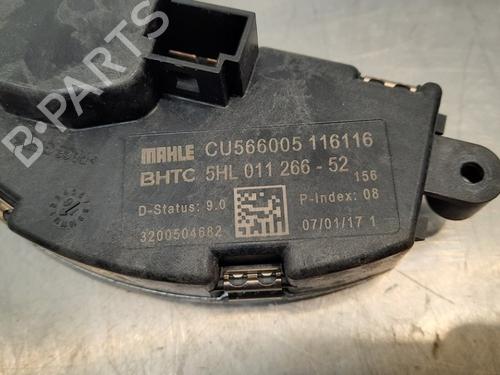 B-PARTS
MAHLE CU566005 116116
BHTC 5HL 011 266 - 52 156
D-Status: 9.0 P-Index: 08
3200504682 07/01/17 1